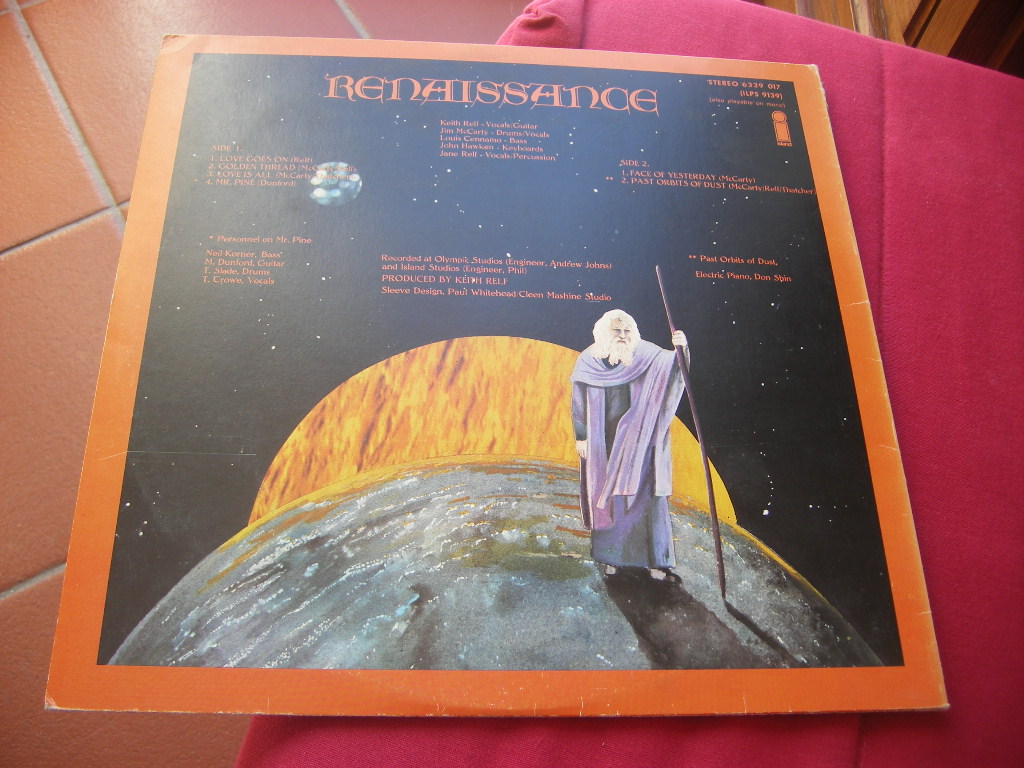 RENAISSANCE
STEREO 6339 017
(ILPS 9139)
(also playable on mono)
island
Keith Relf - Vocals/Guitar
Jim McCarty - Drums/Vocals
Louis Cennamo - Bass
John Hawken - Keyboards
Jane Relf - Vocals/Percussion
SIDE 1.
1. LOVE GOES ON (Relf)
2. GOLDEN THREAD
3. LOVE IS ALL
4. MR. PINE (Dunford)
SIDE 2.
1. FACE OF YESTERDAY (McCarty)
** 2. PAST ORBITS OF DUST (McCarty/Relf/Thatcher)
* Personnel on Mr. Pine
Neil Korner, Bass
M. Dunford, Guitar
T. Slade, Drums
T. Crowe, Vocals
Recorded at Olympic Studios (Engineer, Andrew Johns)
and Island Studios (Engineer, Phil)
PRODUCED BY KEITH RELF
Sleeve Design, Paul Whitehead/Cleen Mashine Studio
** Past Orbits of Dust,
Electric Piano, Don Shin